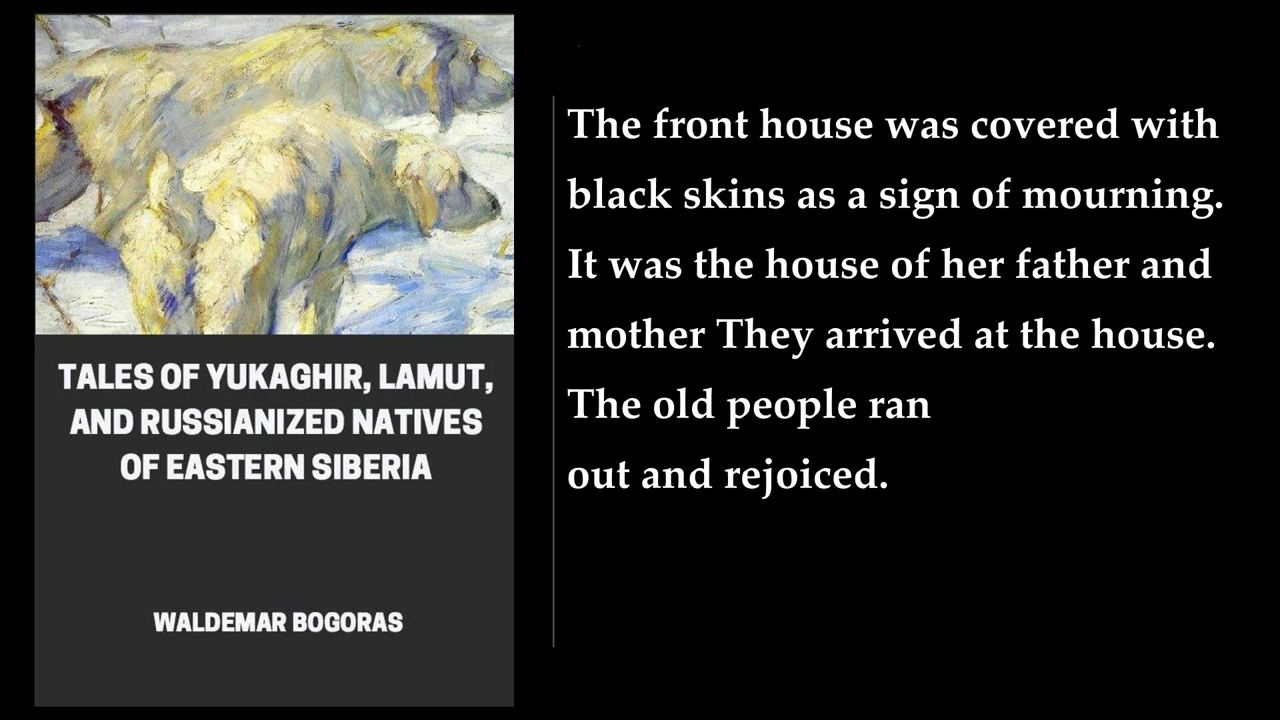 TALES OF YUKAGHIR, LAMUT,
AND RUSSIANIZED NATIVES
OF EASTERN SIBERIA
WALDEMAR BOGORAS
The front house was covered with
black skins as a sign of mourning.
It was the house of her father and
mother They arrived at the house.
The old people ran
out and rejoiced.